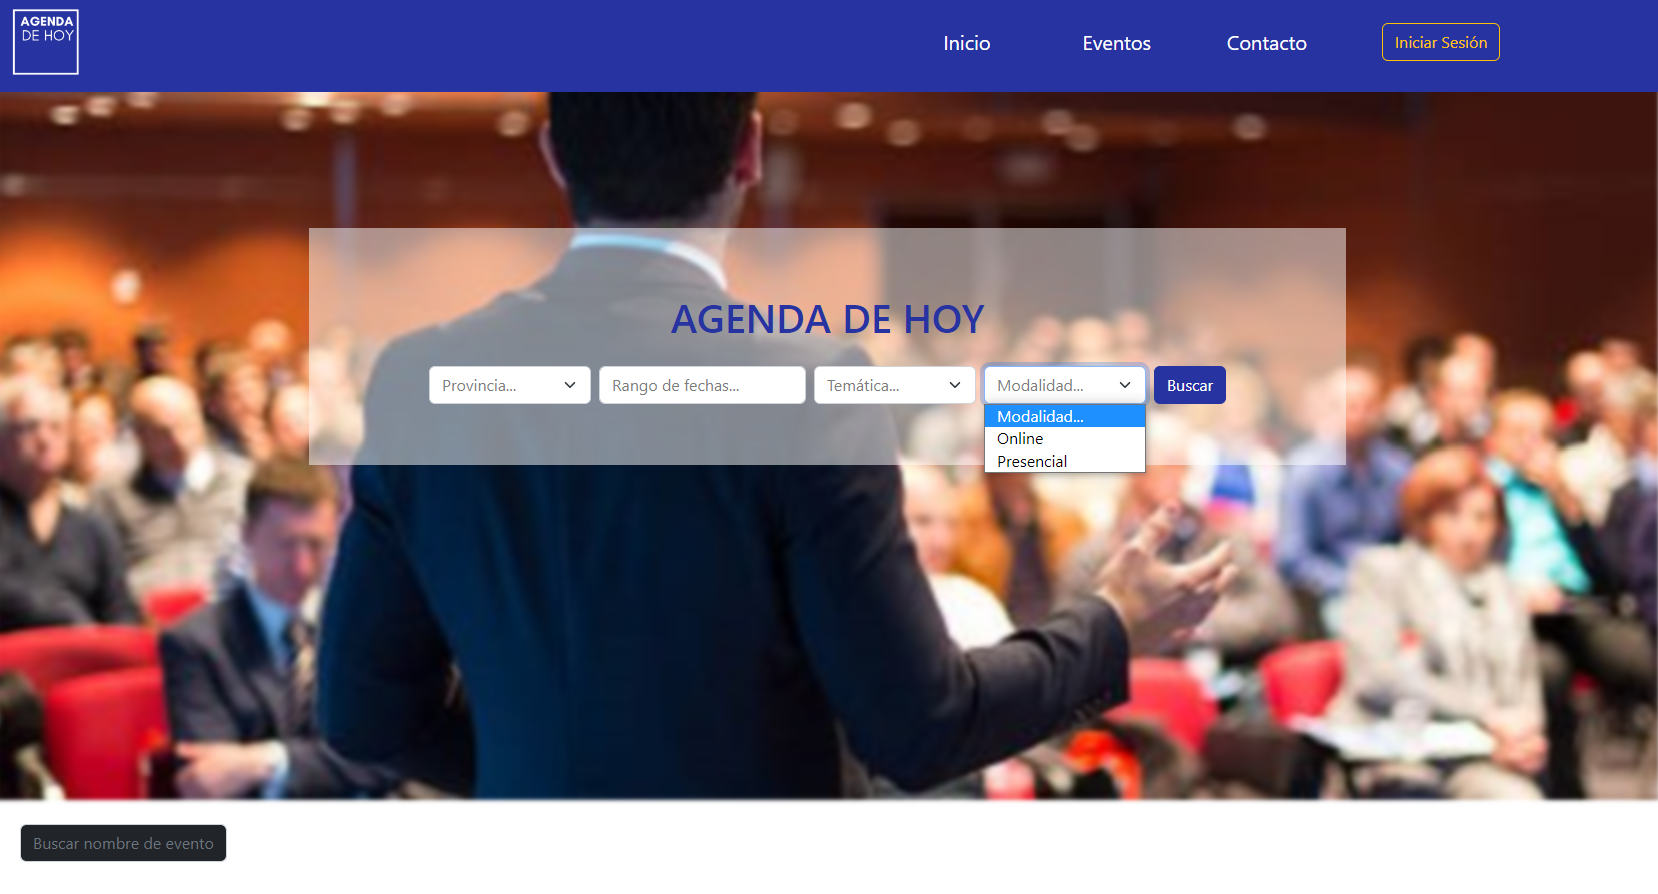 AGENDA
DE HOY
Inicio
Eventos
Contacto
Iniciar Sesión
AGENDA DE HOY
Provincia...
Rango de fechas...
Temática...
Modalidad...
Buscar
Modalidad...
Online
Presencial
Buscar nombre de evento